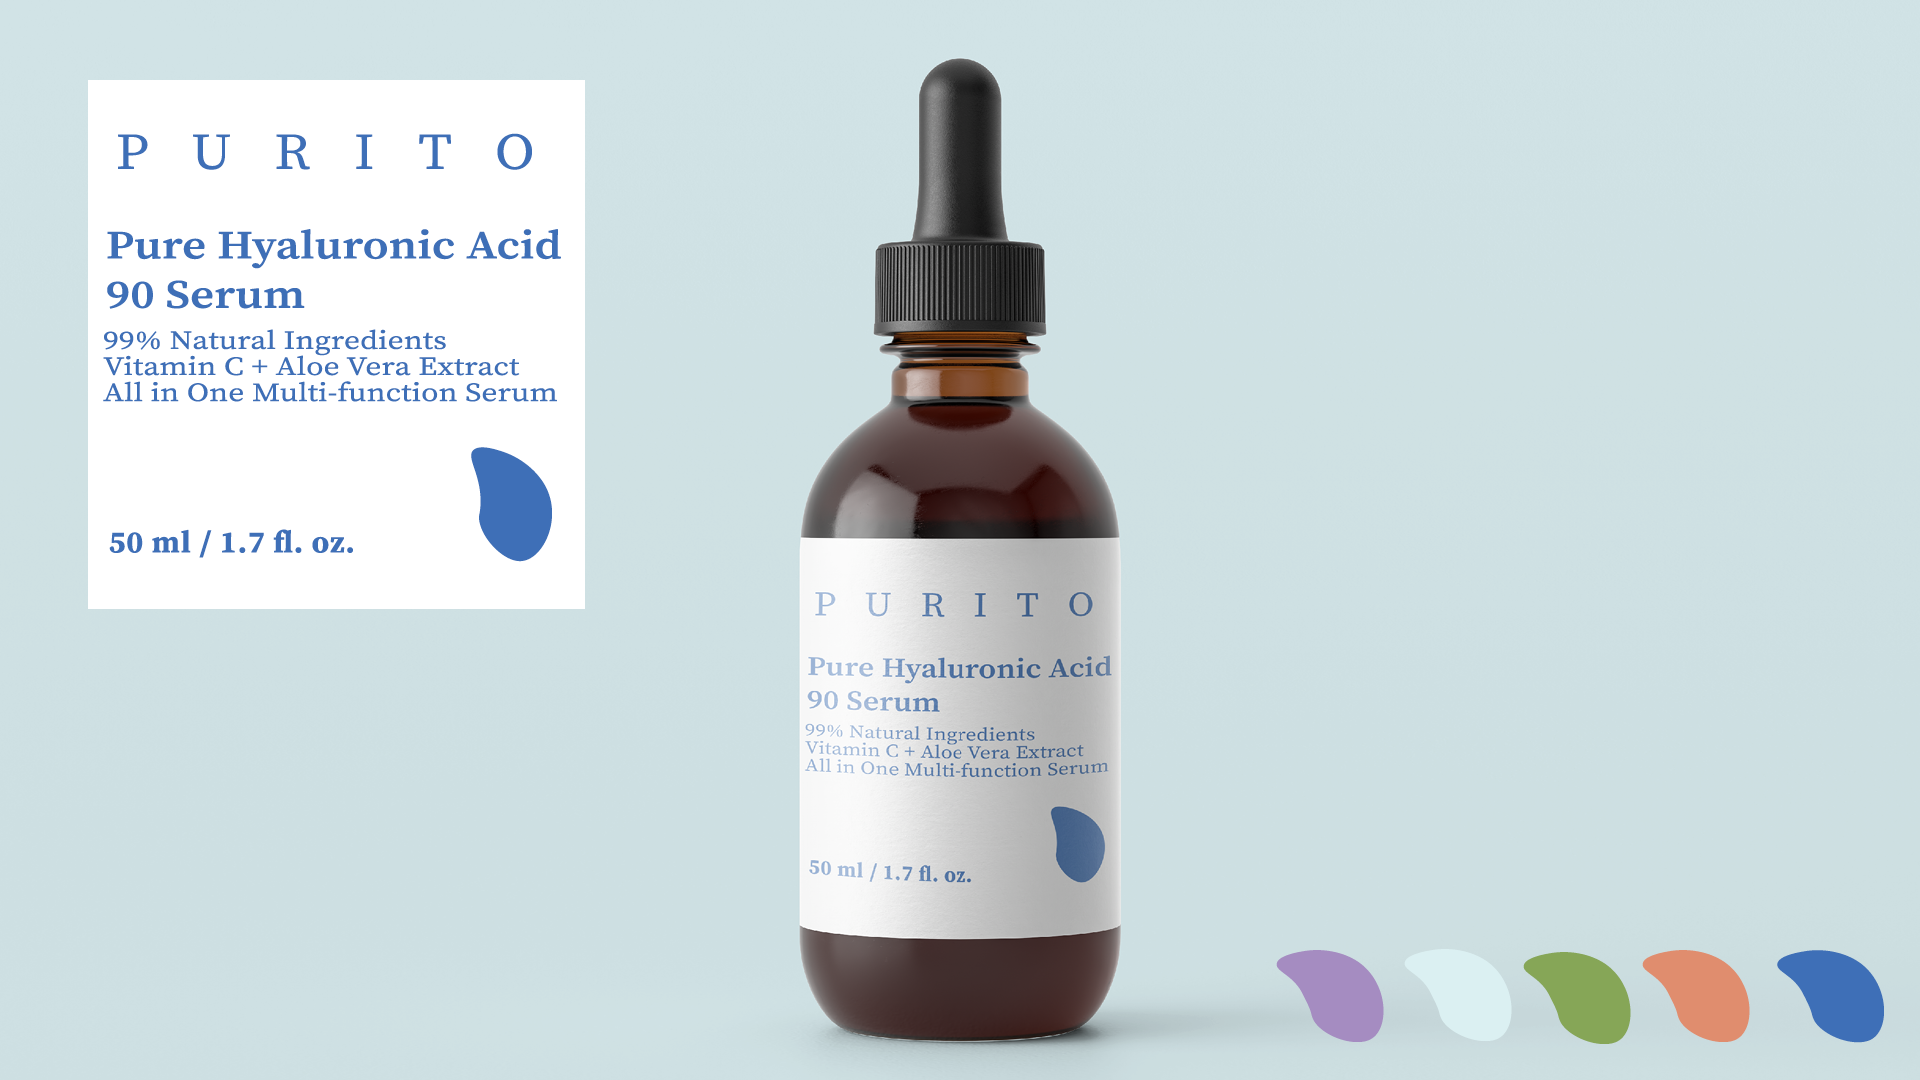 P U R I T O
Pure Hyaluronic Acid
90 Serum
99% Natural Ingredients
Vitamin C + Aloe Vera Extract
All in One Multi-function Serum
50 ml / 1.7 fl. oz.
P U R I T O
Pure Hyaluronic Acid
90 Serum
99% Natural Ingredients
Vitamin C + Aloe Vera Extract
All in One Multi-function Serum
50 ml / 1.7 fl. oz.